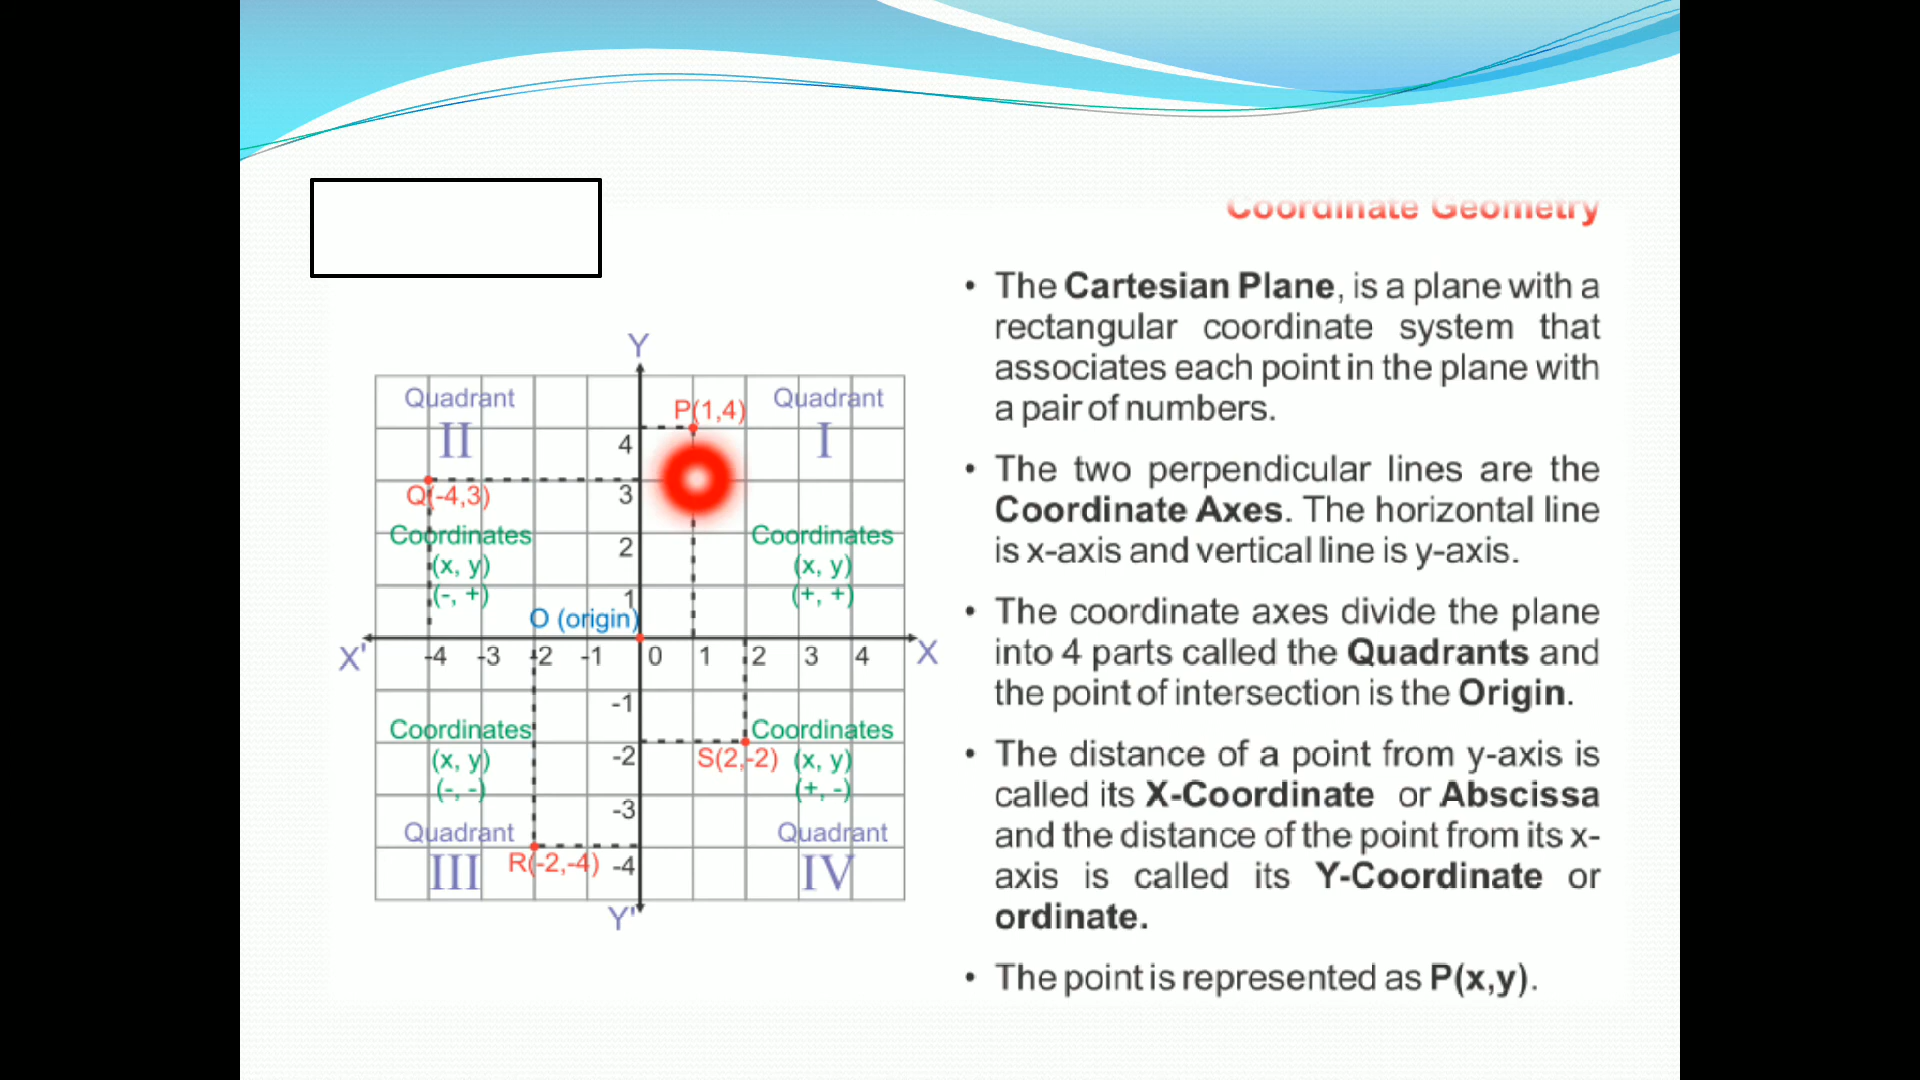 Coordinate Geometry
• The Cartesian Plane, is a plane with a
rectangular coordinate system that
associates each point in the plane with
a pair of numbers.
• The two perpendicular lines are the
Coordinate Axes. The horizontal line
is x-axis and vertical line is y-axis.
• The coordinate axes divide the plane
into 4 parts called the Quadrants and
the point of intersection is the Origin.
• The distance of a point from y-axis is
called its X-Coordinate or Abscissa
and the distance of the point from its x-
axis is called its Y-Coordinate or
ordinate.
• The point is represented as P(x,y).
Y
Quadrant
II
P(1,4)
Quadrant
I
4
Q(-4,3)
3
Coordinates
(x, y)
(-, +)
2
Coordinates
(x, y)
(+, +)
1
O (origin)
X'
-4 -3 -2 -1 0 1 2 3 4
X
-1
Coordinates
(x, y)
(-, -)
-2
S(2,-2)
Coordinates
(x, y)
(+, -)
-3
Quadrant
III
R(-2,-4)
-4
Quadrant
IV
Y'